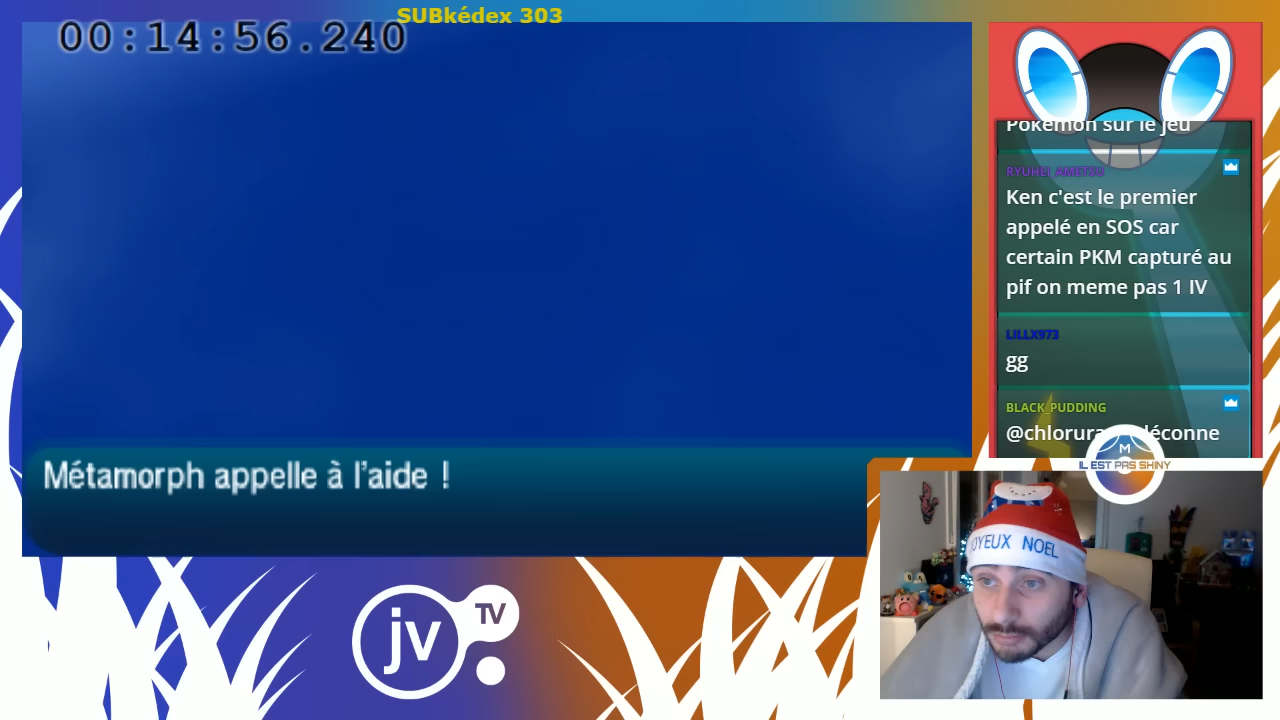 SUBkédex 303
00:14:56.240
Pokémon sur le jeu
Ken c'est le premier
appelé en SOS car
certain PKM capturé au
pif on meme pas 1 IV
LILLX973
gg
BLACK_PUDDING
M
IL EST PAS SHINY
Métamorph appelle à l'aide !
JOYEUX NOEL
jv
TV